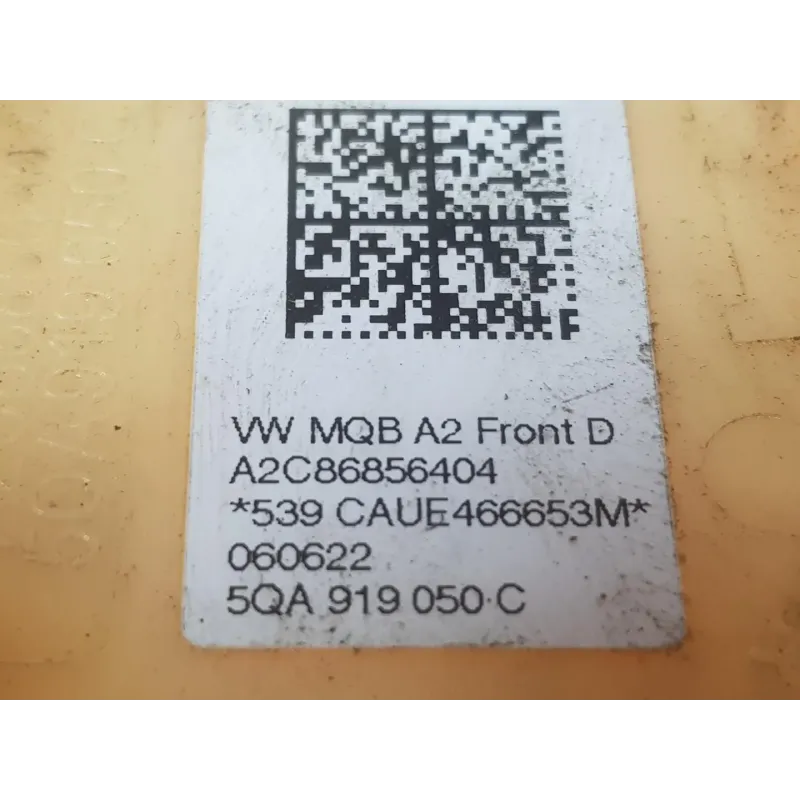 VW MQB A2 Front D
A2C86856404
*539 CAUE466653M*
060622
5QA 919 050 C